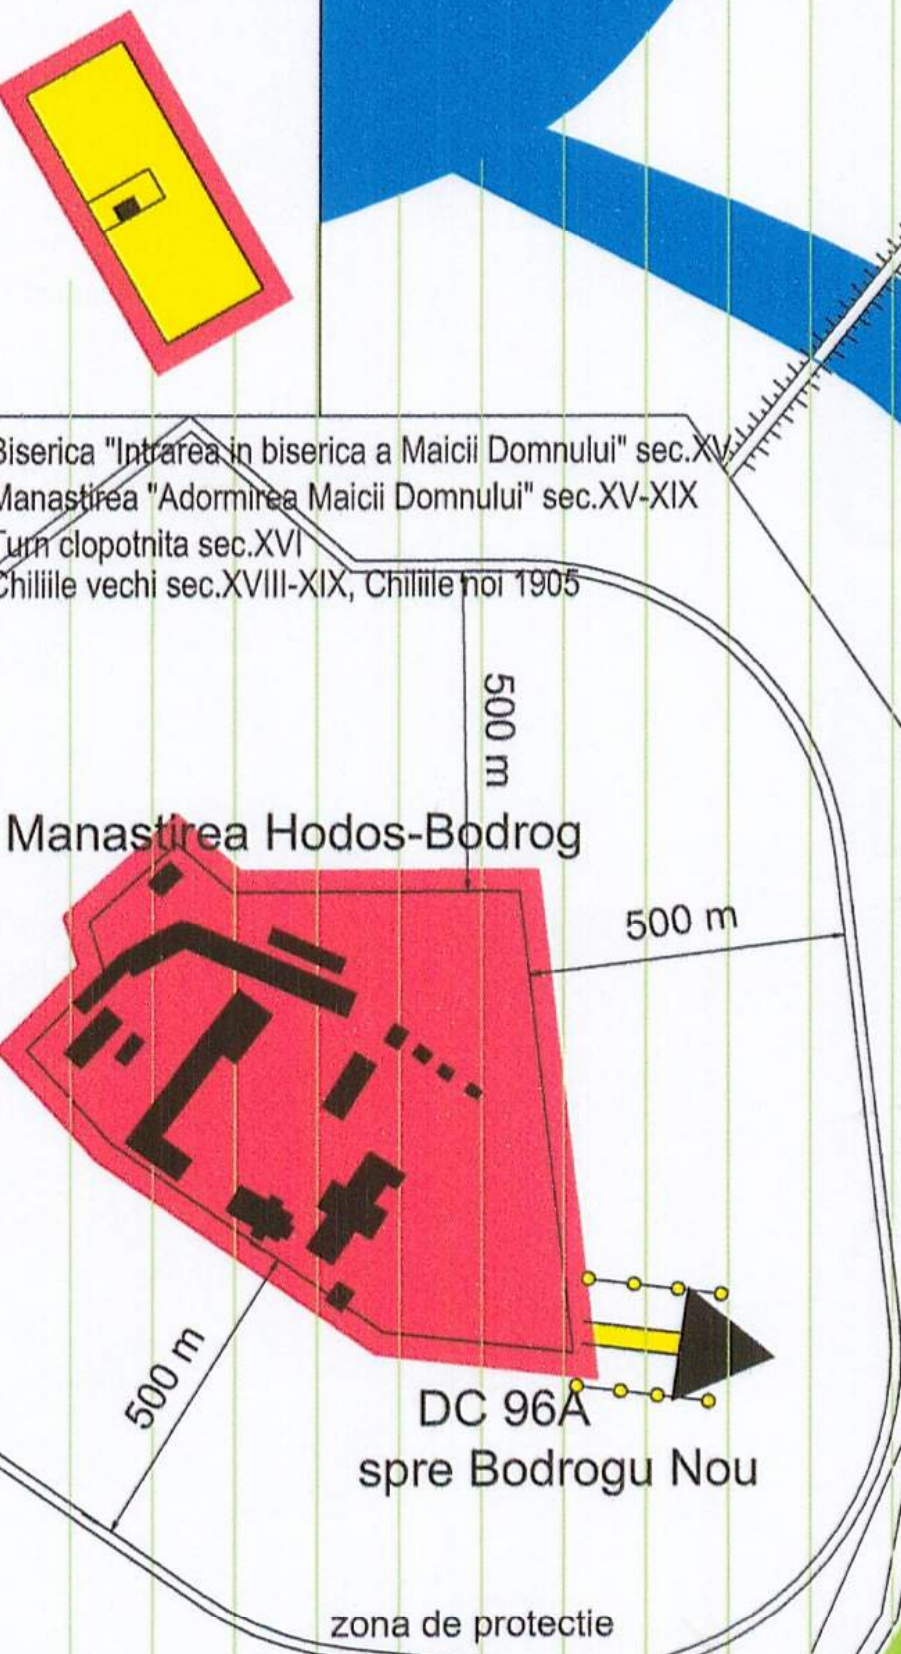 Biserica "Intrarea in biserica a Maicii Domnului" sec.XV
Manastirea "Adormirea Maicii Domnului" sec.XV-XIX
Turn clopotnita sec.XVI
Chiliile vechi sec.XVIII-XIX, Chiliile noi 1905
500 m
Manastirea Hodos-Bodrog
500 m
500 m
DC 96A
spre Bodrogu Nou
zona de protectie